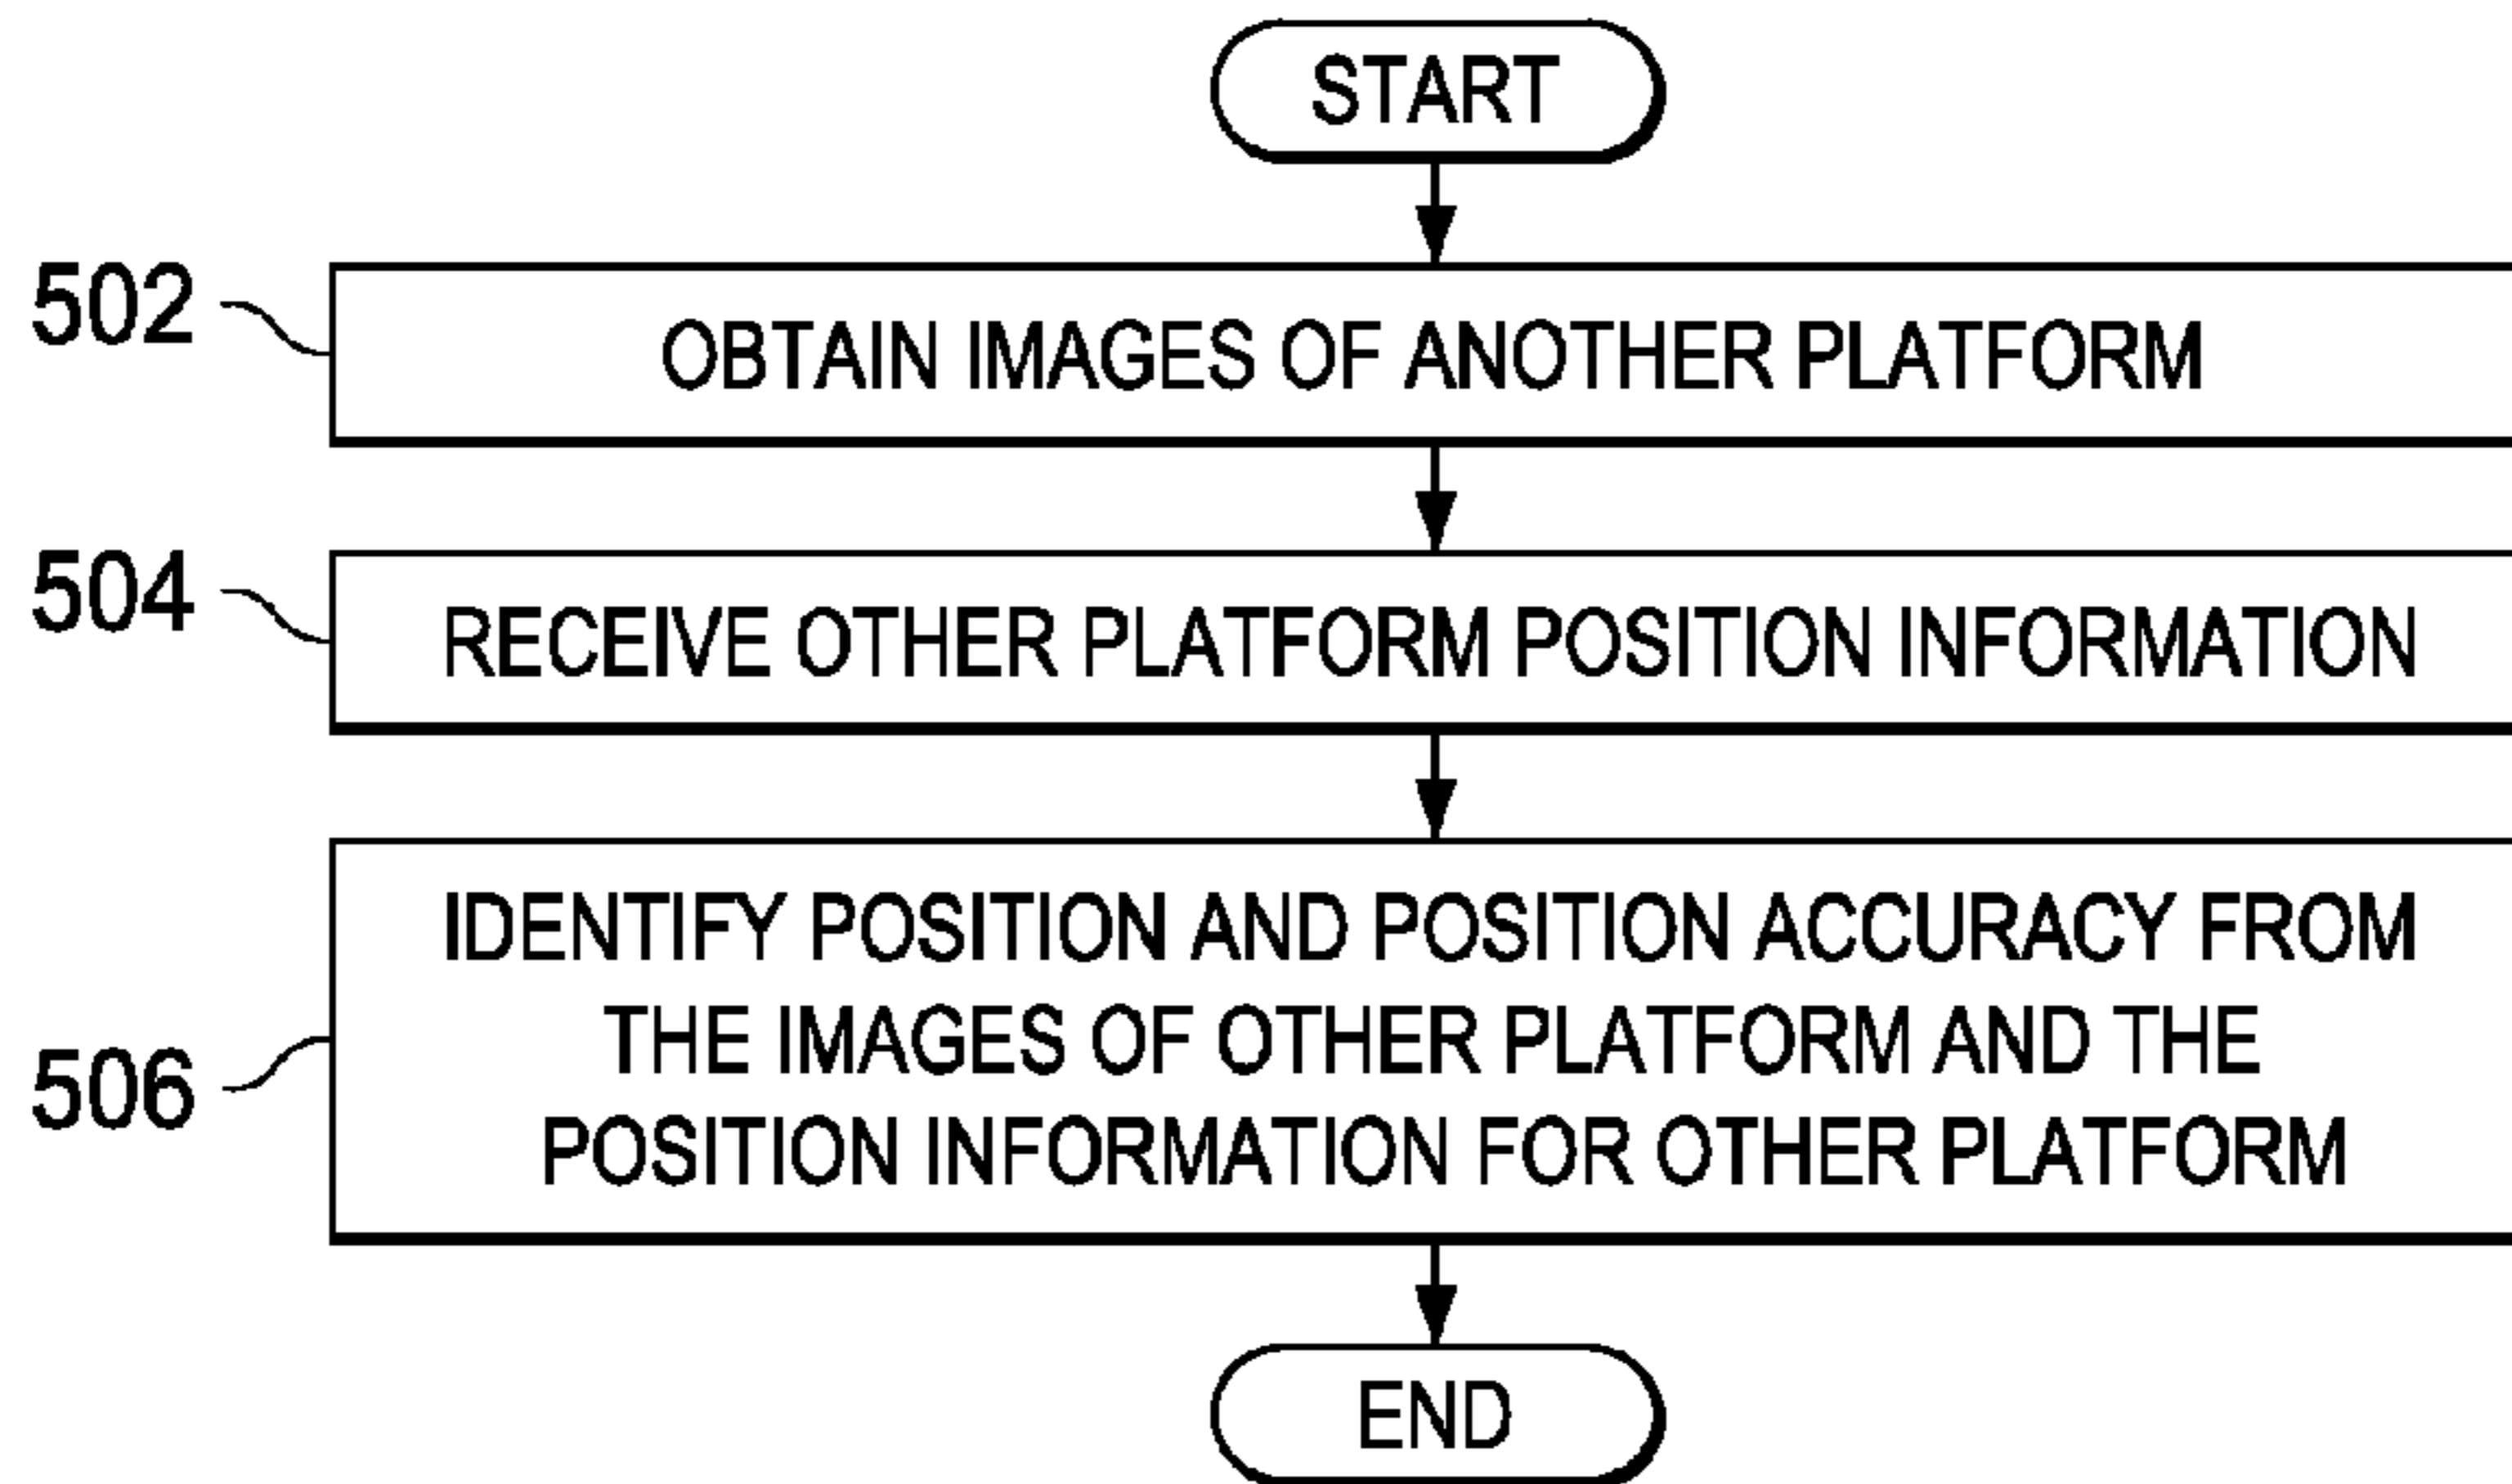 START
502
OBTAIN IMAGES OF ANOTHER PLATFORM
504
RECEIVE OTHER PLATFORM POSITION INFORMATION
506
IDENTIFY POSITION AND POSITION ACCURACY FROM
THE IMAGES OF OTHER PLATFORM AND THE
POSITION INFORMATION FOR OTHER PLATFORM
END